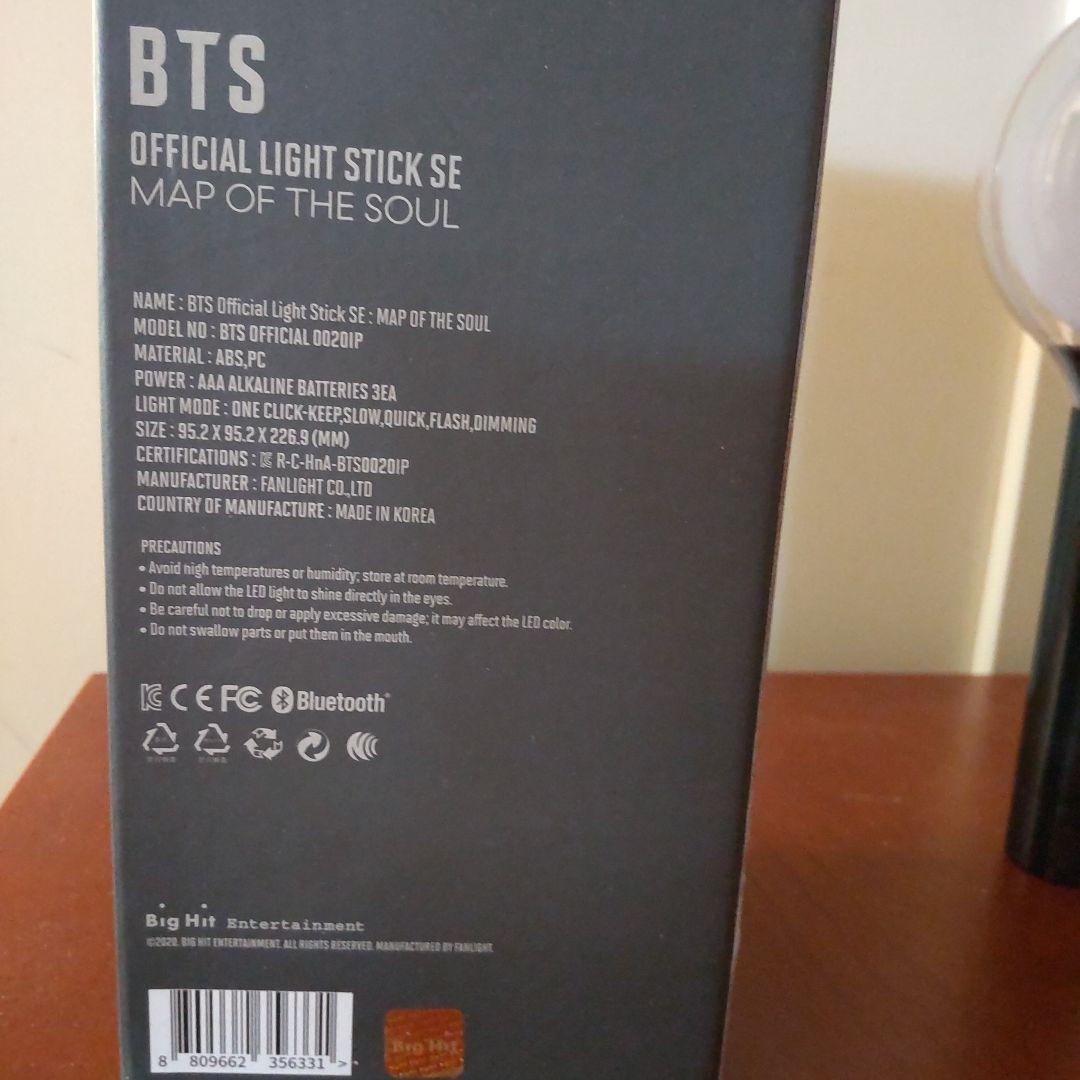 BTS
OFFICIAL LIGHT STICK SE
MAP OF THE SOUL
NAME : BTS Official Light Stick SE : MAP OF THE SOUL
MODEL NO : BTS OFFICIAL 0020IP
MATERIAL : ABS,PC
POWER : AAA ALKALINE BATTERIES 3EA
LIGHT MODE : ONE CLICK-KEEP,SLOW,QUICK,FLASH,DIMMING
SIZE : 95.2 X 95.2 X 226.9 (MM)
CERTIFICATIONS : R-C-HnA-BTS0020IP
MANUFACTURER : FANLIGHT CO.,LTD
COUNTRY OF MANUFACTURE : MADE IN KOREA
PRECAUTIONS
• Avoid high temperatures or humidity; store at room temperature.
• Do not allow the LED light to shine directly in the eyes.
• Be careful not to drop or apply excessive damage; it may affect the LED color.
• Do not swallow parts or put them in the mouth.
CE FC Bluetooth®
Big Hit Entertainment
©2020. BIG HIT ENTERTAINMENT. ALL RIGHTS RESERVED. MANUFACTURED BY FANLIGHT.
8 809662 356331 >
Big Hit